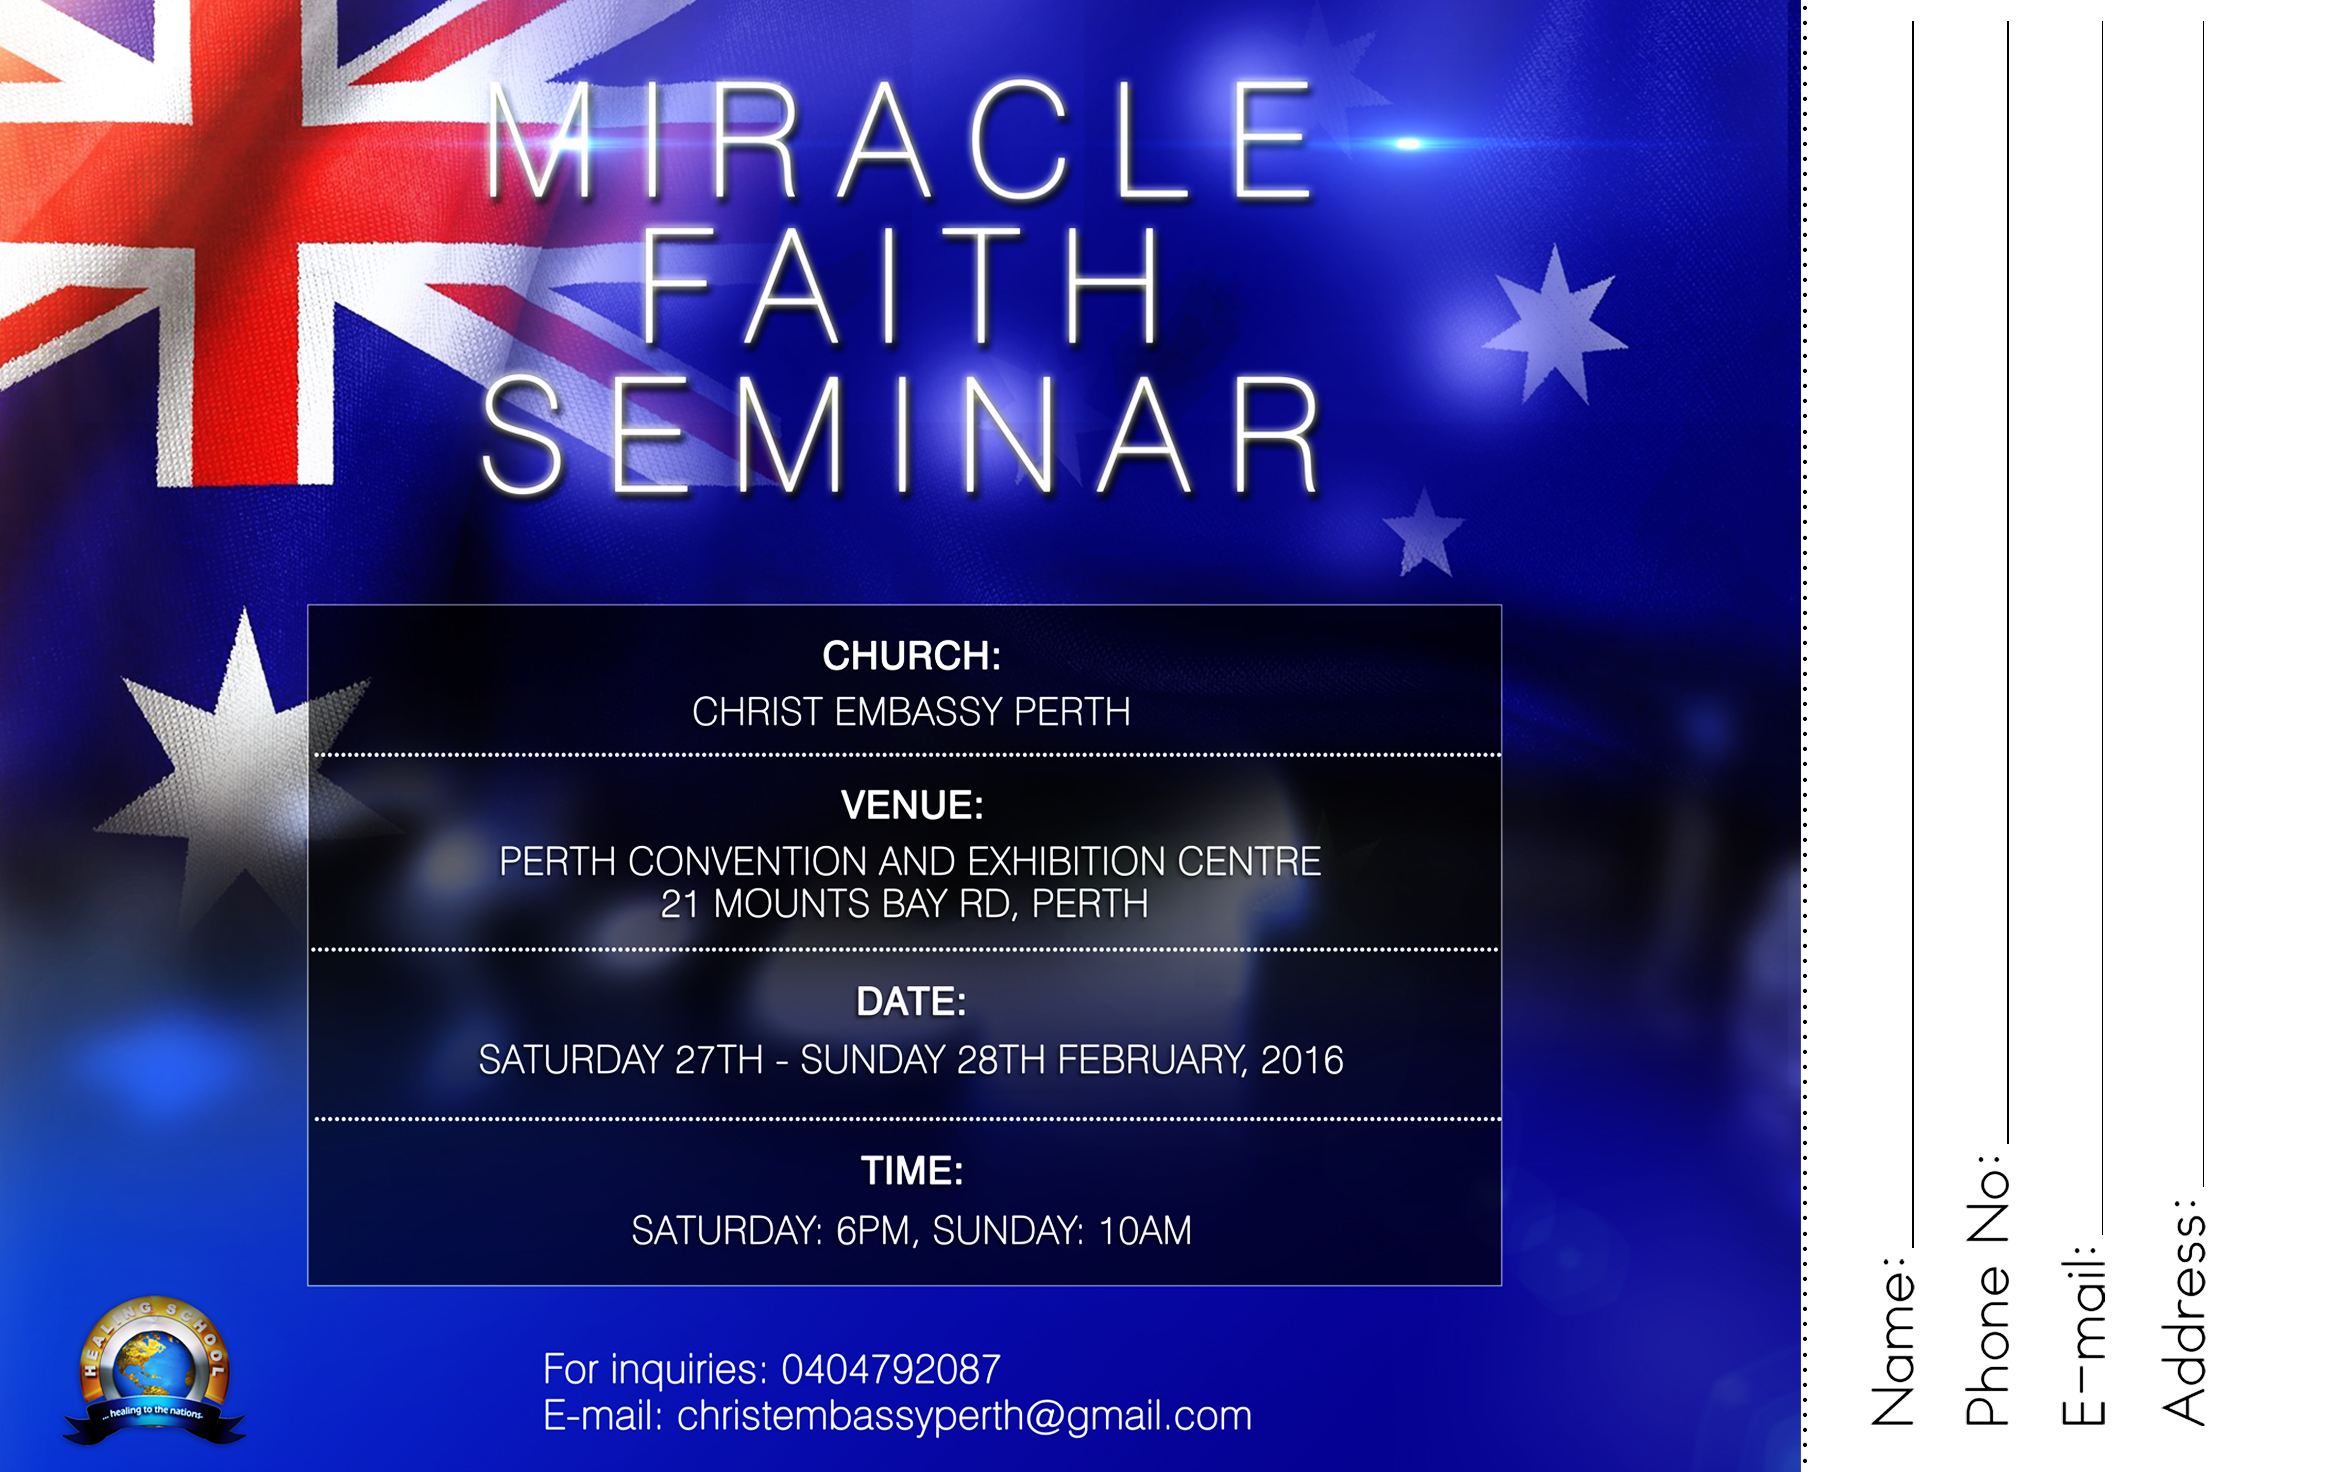 MIRACLE
FAITH
SEMINAR
CHURCH:
CHRIST EMBASSY PERTH
VENUE:
PERTH CONVENTION AND EXHIBITION CENTRE
21 MOUNTS BAY RD, PERTH
DATE:
SATURDAY 27TH - SUNDAY 28TH FEBRUARY, 2016
TIME:
SATURDAY: 6PM, SUNDAY: 10AM
HEALING SCHOOL
... healing to the nations.
For inquiries: 0404792087
E-mail: christembassyperth@gmail.com
Name:
Phone No:
E-mail:
Address: